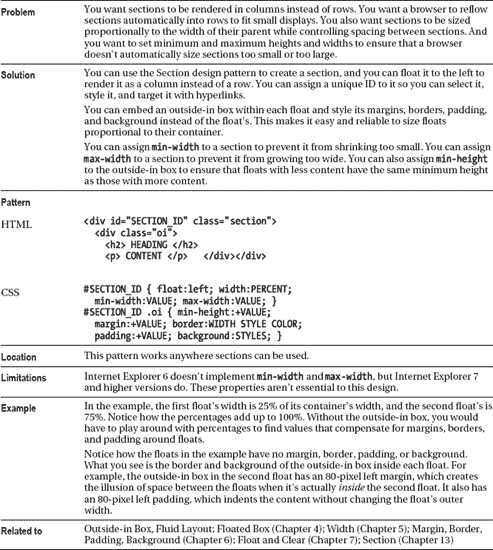 Problem
You want sections to be rendered in columns instead of rows. You want a browser to reflow
sections automatically into rows to fit small displays. You also want sections to be sized
proportionally to the width of their parent while controlling spacing between sections. And
you want to set minimum and maximum heights and widths to ensure that a browser
doesn't automatically size sections too small or too large.
Solution
You can use the Section design pattern to create a section, and you can float it to the left to
render it as a column instead of a row. You can assign a unique ID to it so you can select it,
style it, and target it with hyperlinks.
You can embed an outside-in box within each float and style its margins, borders, padding,
and background instead of the float's. This makes it easy and reliable to size floats
proportional to their container.
You can assign min-width to a section to prevent it from shrinking too small. You can assign
max-width to a section to prevent it from growing too wide. You can also assign min-height
to the outside-in box to ensure that floats with less content have the same minimum height
as those with more content.
Pattern
HTML
<div id="SECTION_ID" class="section">
<div class="oi">
<h2> HEADING </h2>
<p> CONTENT </p> </div></div>
CSS
#SECTION_ID { float:left; width:PERCENT;
min-width:VALUE; max-width:VALUE; }
#SECTION_ID .oi { min-height:+VALUE;
margin:+VALUE; border:WIDTH STYLE COLOR;
padding:+VALUE; background:STYLES; }
Location
This pattern works anywhere sections can be used.
Limitations
Internet Explorer 6 doesn't implement min-width and max-width, but Internet Explorer 7
and higher versions do. These properties aren't essential to this design.
Example
In the example, the first float's width is 25% of its container's width, and the second float's is
75%. Notice how the percentages add up to 100%. Without the outside-in box, you would
have to play around with percentages to find values that compensate for margins, borders,
and padding around floats.
Notice how the floats in the example have no margin, border, padding, or background.
What you see is the border and background of the outside-in box inside each float. For
example, the outside-in box in the second float has an 80-pixel left margin, which creates
the illusion of space between the floats when it's actually inside the second float. It also has
an 80-pixel left padding, which indents the content without changing the float's outer
width.
Related to
Outside-in Box, Fluid Layout; Floated Box (Chapter 4); Width (Chapter 5); Margin, Border,
Padding, Background (Chapter 6); Float and Clear (Chapter 7); Section (Chapter 13)